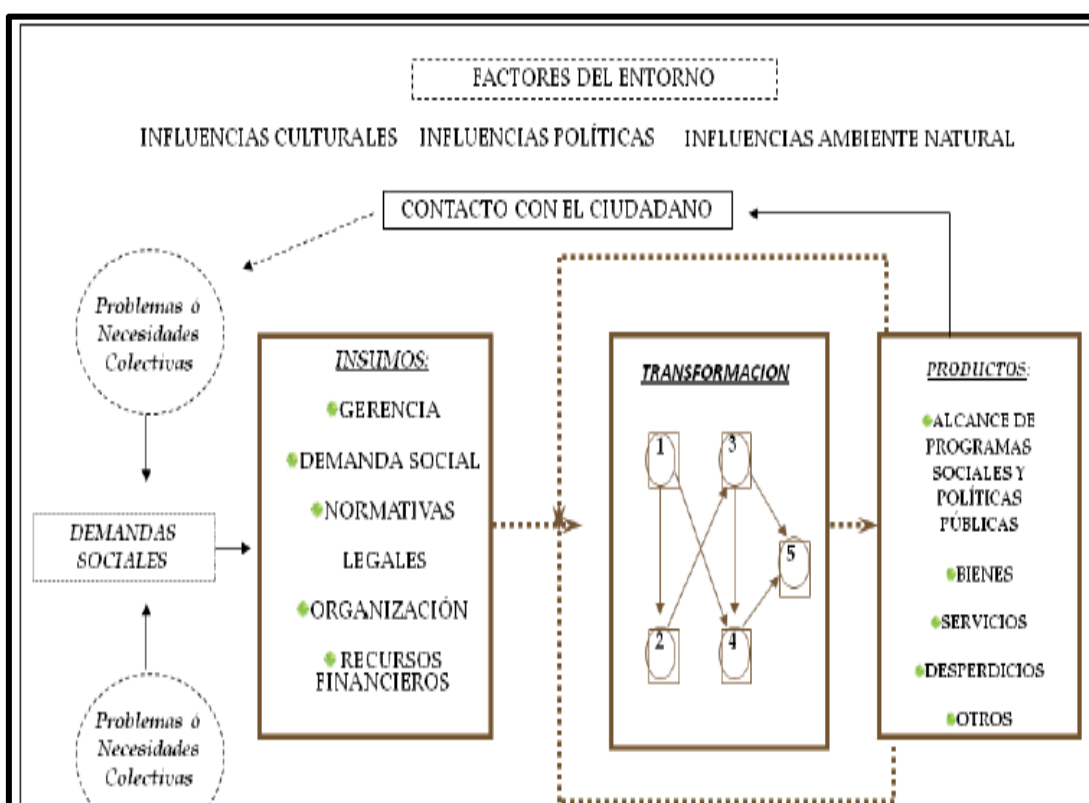 FACTORES DEL ENTORNO
INFLUENCIAS CULTURALES INFLUENCIAS POLÍTICAS INFLUENCIAS AMBIENTE NATURAL
CONTACTO CON EL CIUDADANO
Problemas ó
Necesidades
Colectivas
DEMANDAS
SOCIALES
Problemas ó
Necesidades
Colectivas
INSUMOS:
GERENCIA
DEMANDA SOCIAL
NORMATIVAS
LEGALES
ORGANIZACIÓN
RECURSOS
FINANCIEROS
TRANSFORMACION
1
3
5
2
4
PRODUCTOS:
ALCANCE DE
PROGRAMAS
SOCIALES Y
POLÍTICAS
PÚBLICAS
BIENES
SERVICIOS
DESPERDICIOS
OTROS